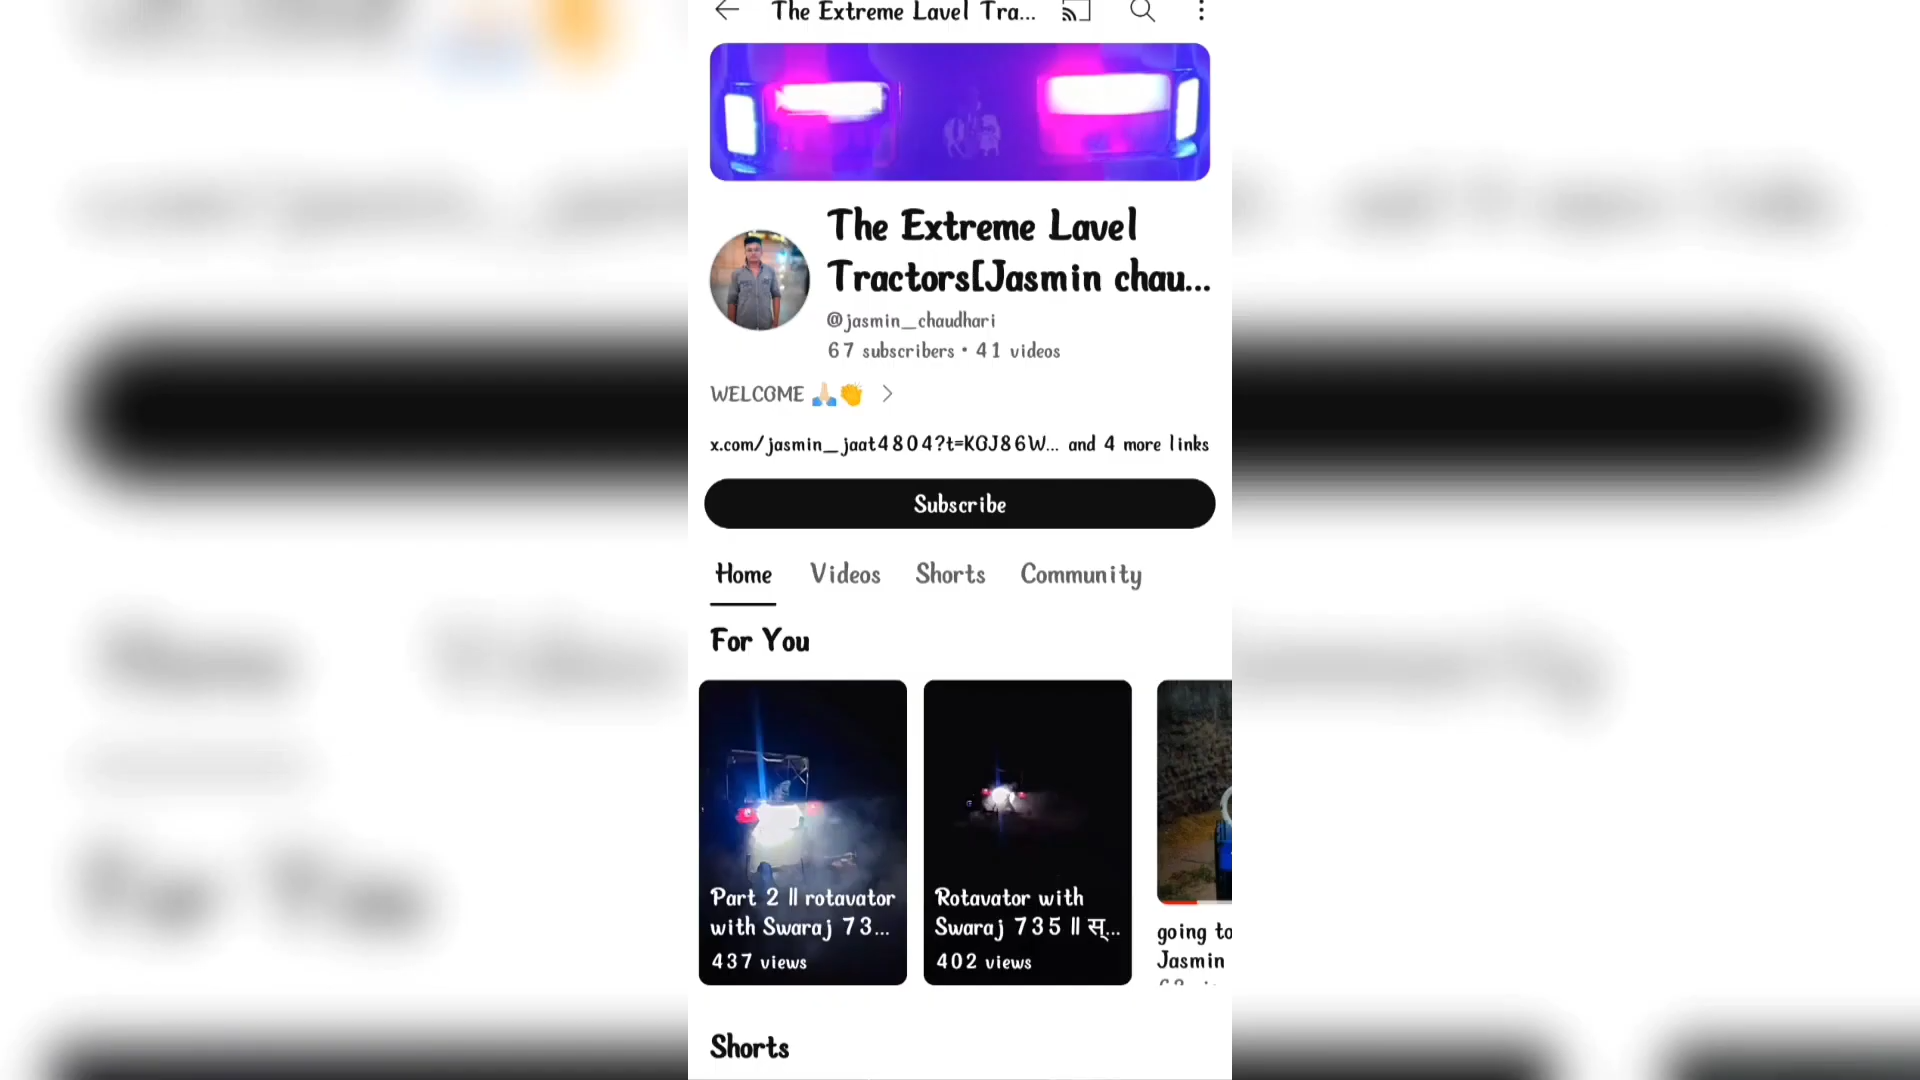 The Extreme Lavel Tra...
The Extreme Lavel
Tractors[Jasmin chau...
@jasmin_chaudhari
67 subscribers • 41 videos
WELCOME 🙏🏻👏 >
x.com/jasmin_jaat4804?t=KGJ86W... and 4 more links
Subscribe
Home Videos Shorts Community
For You
Part 2 || rotavator
with Swaraj 73...
437 views
Rotavator with
Swaraj 735 || स्...
402 views
going to
Jasmin
Shorts